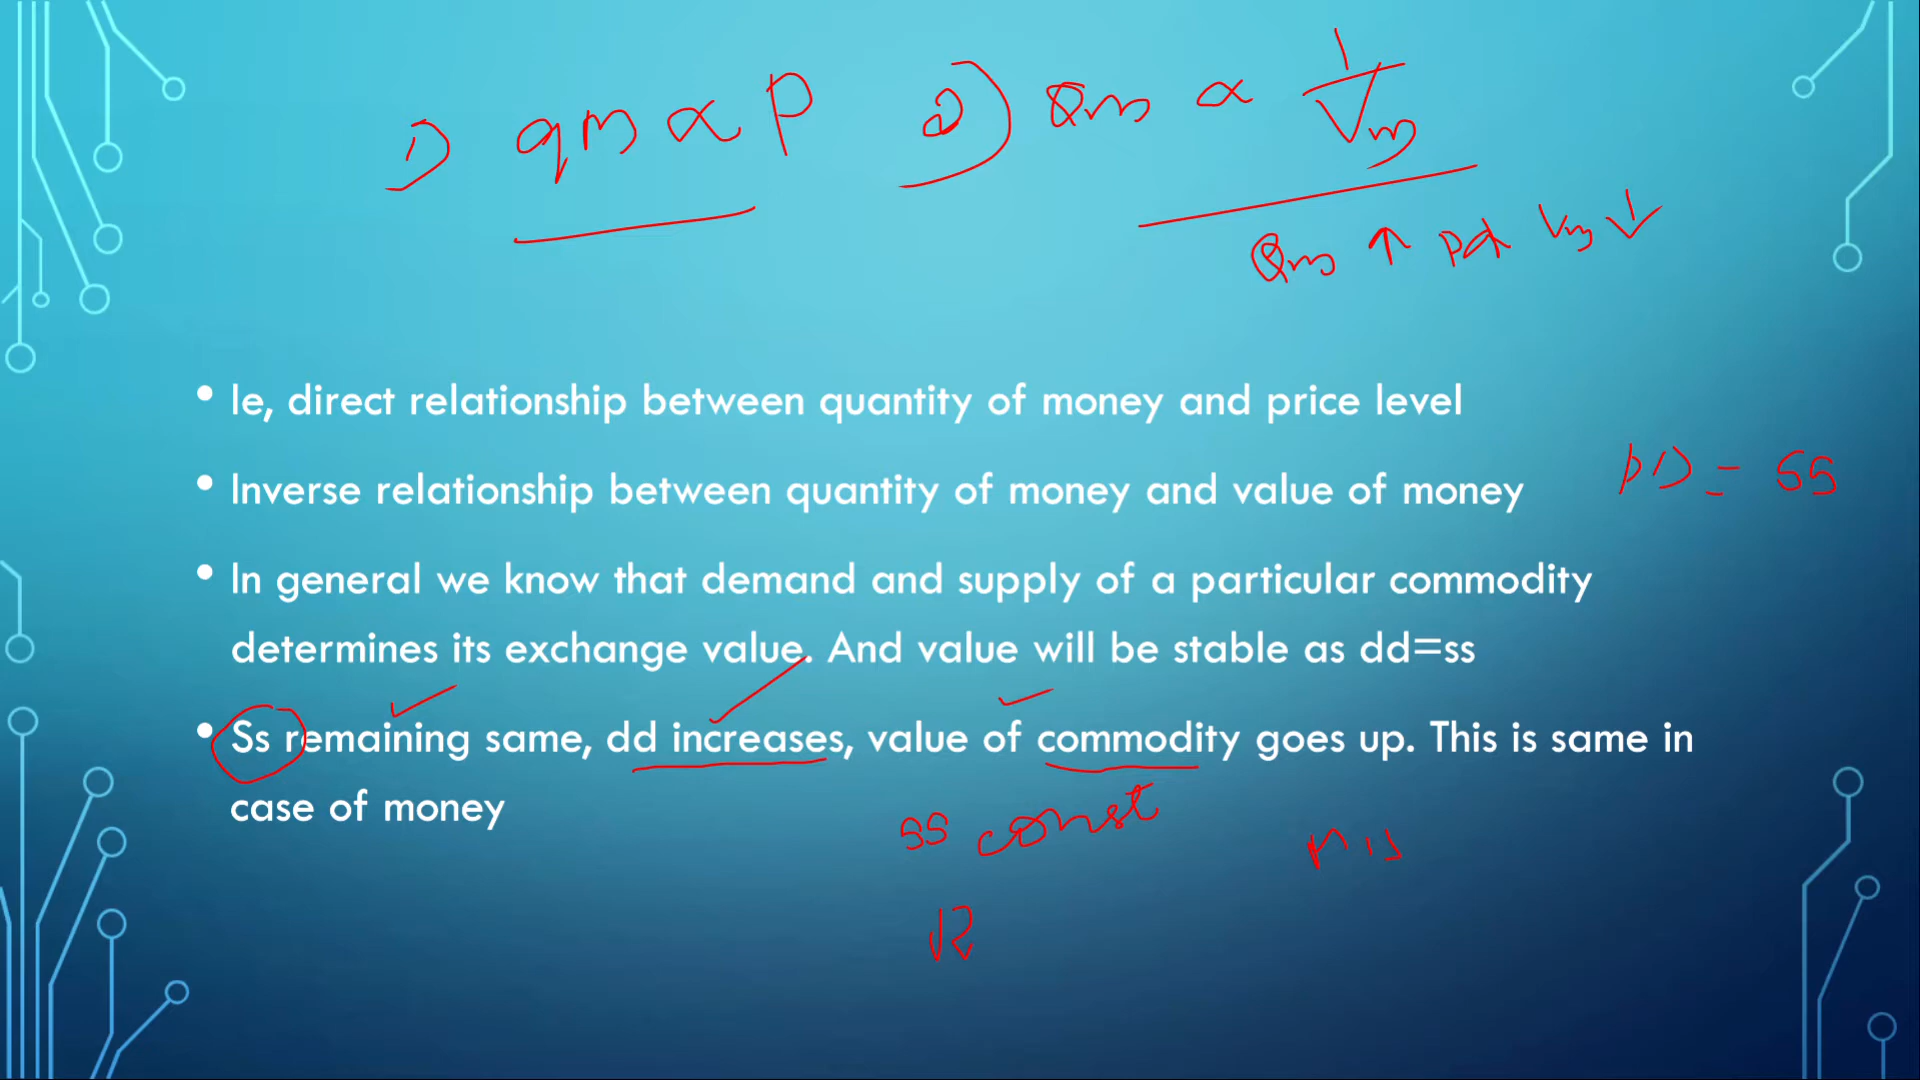 1) qm ∝ P 2) Qm ∝ 1/Vm
Qm ↑ P↑ Vm ↓
• Ie, direct relationship between quantity of money and price level
• Inverse relationship between quantity of money and value of money
DD = SS
• In general we know that demand and supply of a particular commodity
determines its exchange value. And value will be stable as dd=ss
• Ss remaining same, dd increases, value of commodity goes up. This is same in
case of money
SS const